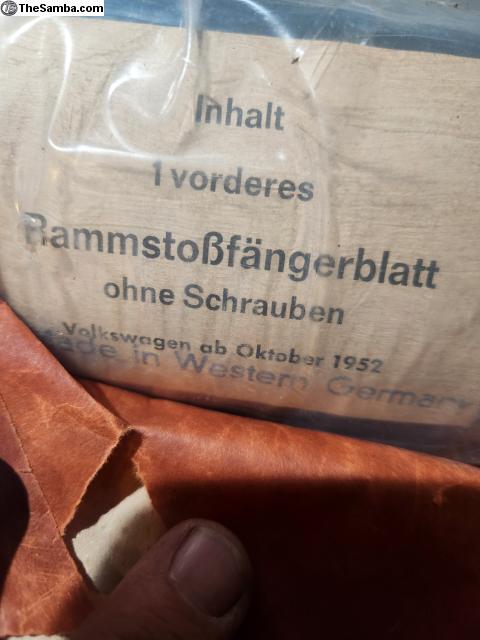 TheSamba.com
Inhalt
1 vorderes
Rammstoßfängerblatt
ohne Schrauben
Volkswagen ab Oktober 1952
Made in Western Germany